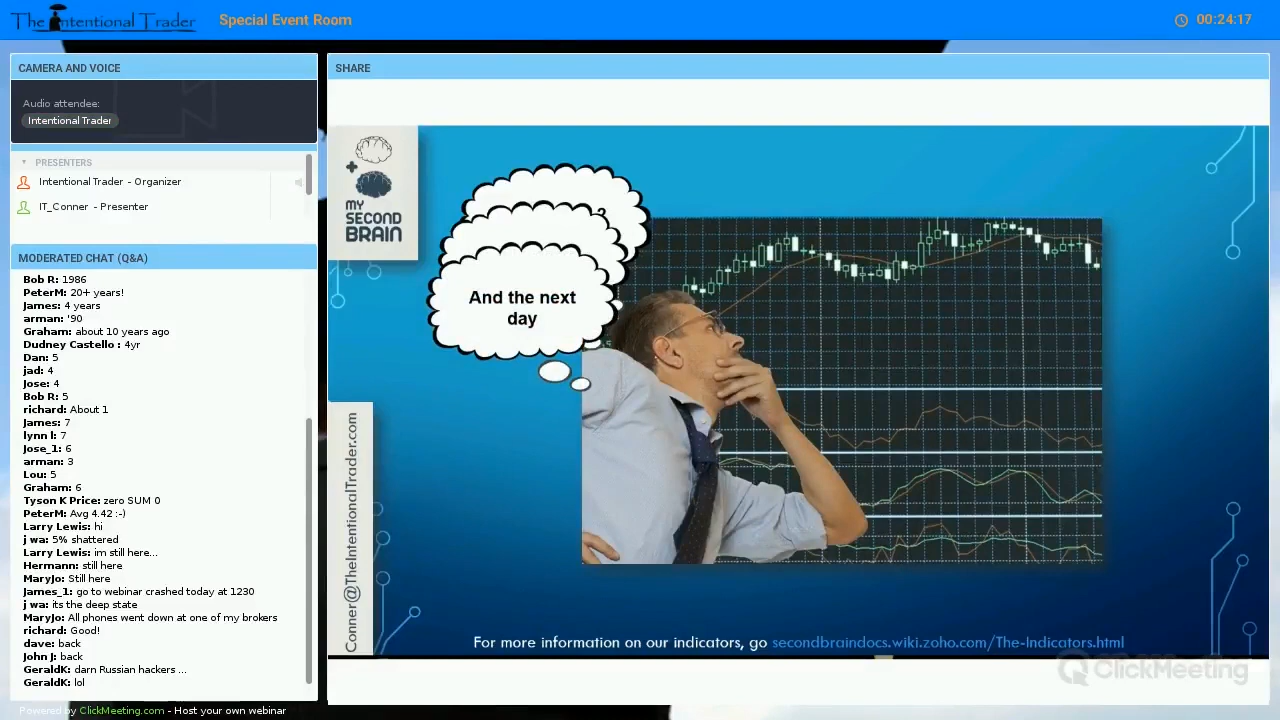 The Intentional Trader
Special Event Room
00:24:17
CAMERA AND VOICE
Audio attendee:
Intentional Trader
PRESENTERS
Intentional Trader - Organizer
IT_Conner - Presenter
MODERATED CHAT (Q&A)
Bob R: 1986
PeterM: 20+ years!
James: 4 years
arman: '90
Graham: about 10 years ago
Dudney Castello : 4yr
Dan: 5
jad: 4
Jose: 4
Bob R: 5
richard: About 1
James: 7
lynn l: 7
Jose_1: 6
arman: 3
Lou: 5
Graham: 6
Tyson K Price: zero SUM 0
PeterM: Avg 4.42 :-)
Larry Lewis: hi
j wa: 5% shattered
Larry Lewis: im still here...
Hermann: still here
MaryJo: Still here
James_1: go to webinar crashed today at 1230
j wa: its the deep state
MaryJo: All phones went down at one of my brokers
richard: Good!
dave: back
John J: back
GeraldK: darn Russian hackers ...
GeraldK: lol
Powered by ClickMeeting.com - Host your own webinar
SHARE
+
MY
SECOND
BRAIN
And the next
day
Conner@TheIntentionalTrader.com
For more information on our indicators, go secondbraindocs.wiki.zoho.com/The-Indicators.html
ClickMeeting